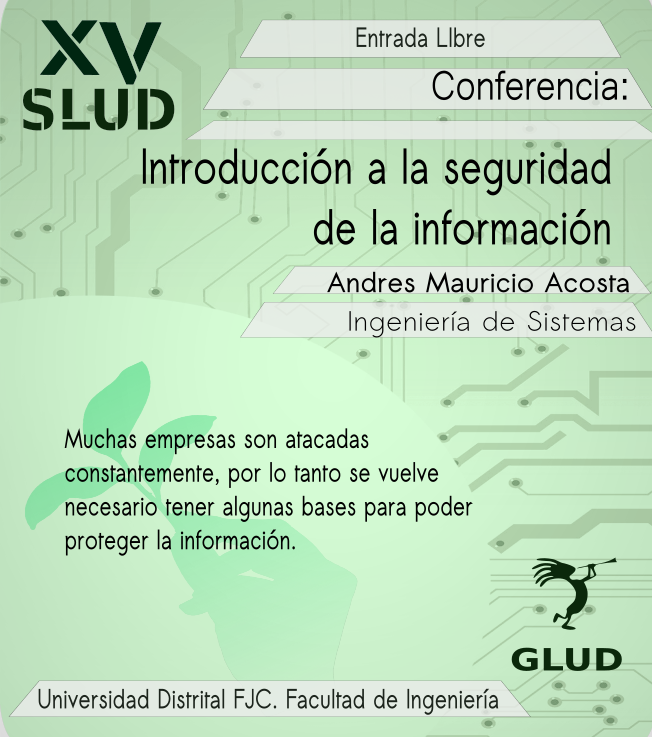 XV
SLUD
Entrada LIbre
Conferencia:
Introducción a la seguridad
de la información
Andres Mauricio Acosta
Ingeniería de Sistemas
Muchas empresas son atacadas
constantemente, por lo tanto se vuelve
necesario tener algunas bases para poder
proteger la información.
GLUD
Universidad Distrital FJC. Facultad de Ingeniería